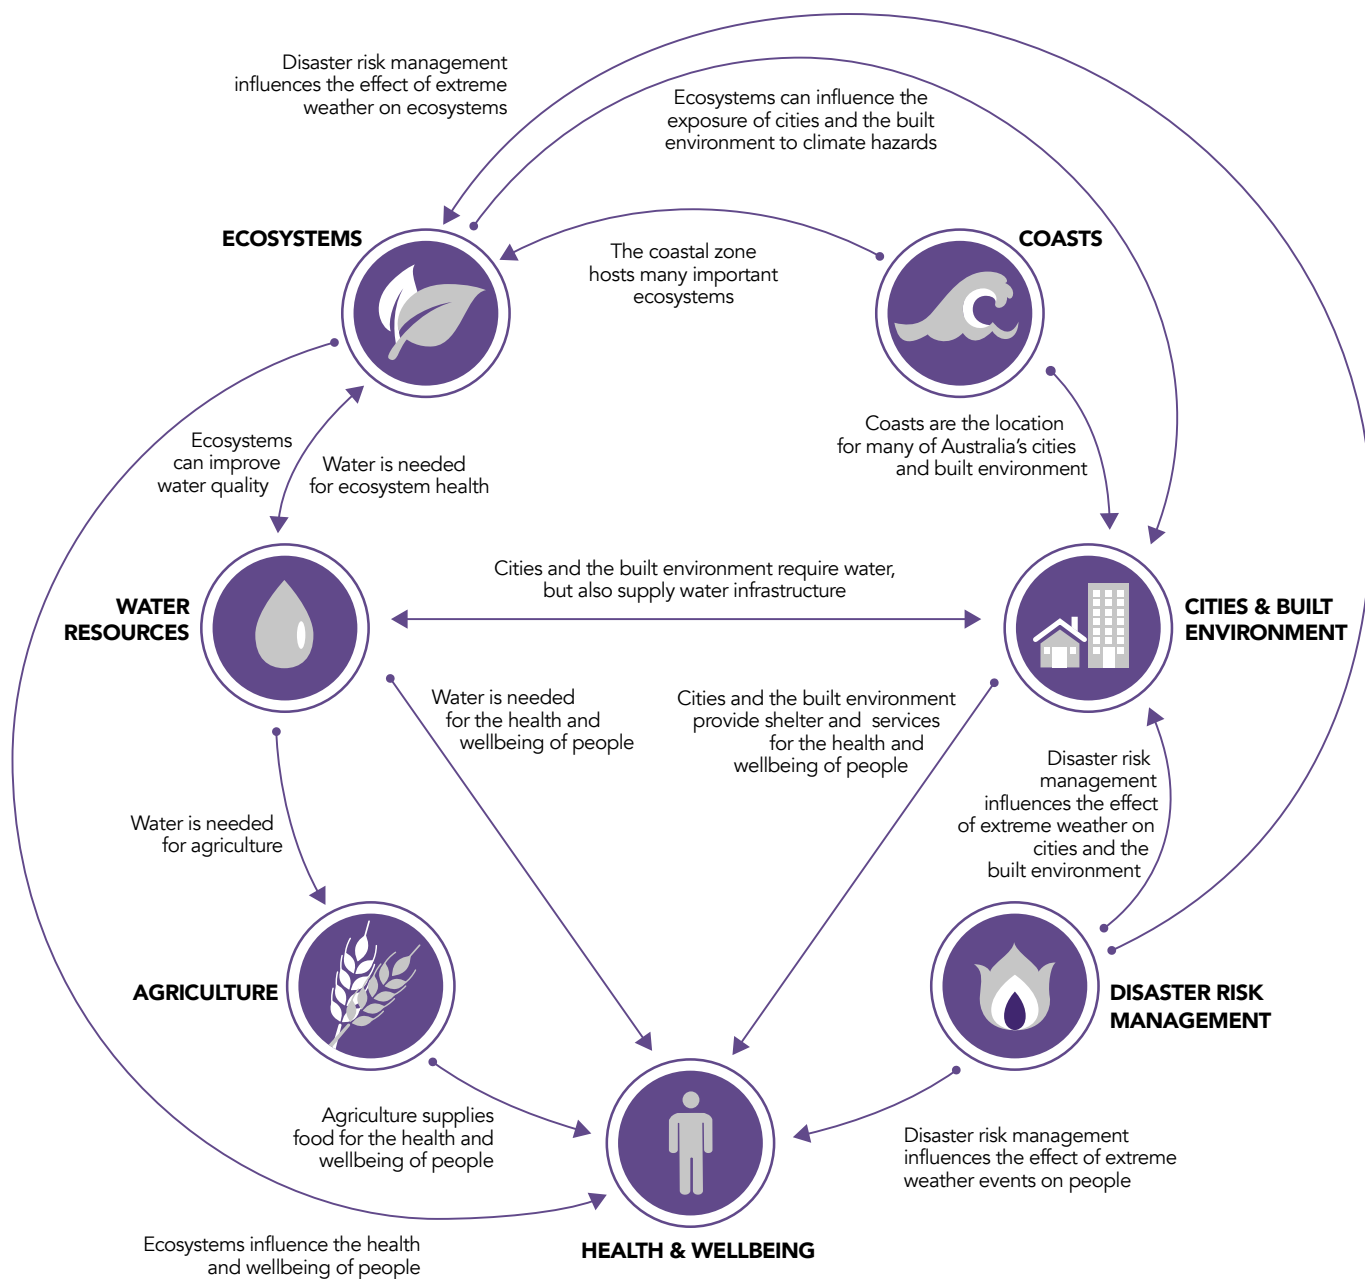 Disaster risk management
influences the effect of extreme
weather on ecosystems
Ecosystems can influence the
exposure of cities and the built
environment to climate hazards
ECOSYSTEMS
COASTS
The coastal zone
hosts many important
ecosystems
Coasts are the location
for many of Australia's cities
and built environment
Ecosystems
can improve
water quality
Water is needed
for ecosystem health
Cities and the built environment require water,
but also supply water infrastructure
WATER
RESOURCES
CITIES & BUILT
ENVIRONMENT
Water is needed
for the health and
wellbeing of people
Cities and the built environment
provide shelter and services
for the health and
wellbeing of people
Disaster risk
management
influences the effect
of extreme weather on
cities and the
built environment
Water is needed
for agriculture
AGRICULTURE
DISASTER RISK
MANAGEMENT
Agriculture supplies
food for the health and
wellbeing of people
Disaster risk management
influences the effect of extreme
weather events on people
Ecosystems influence the health
and wellbeing of people
HEALTH & WELLBEING